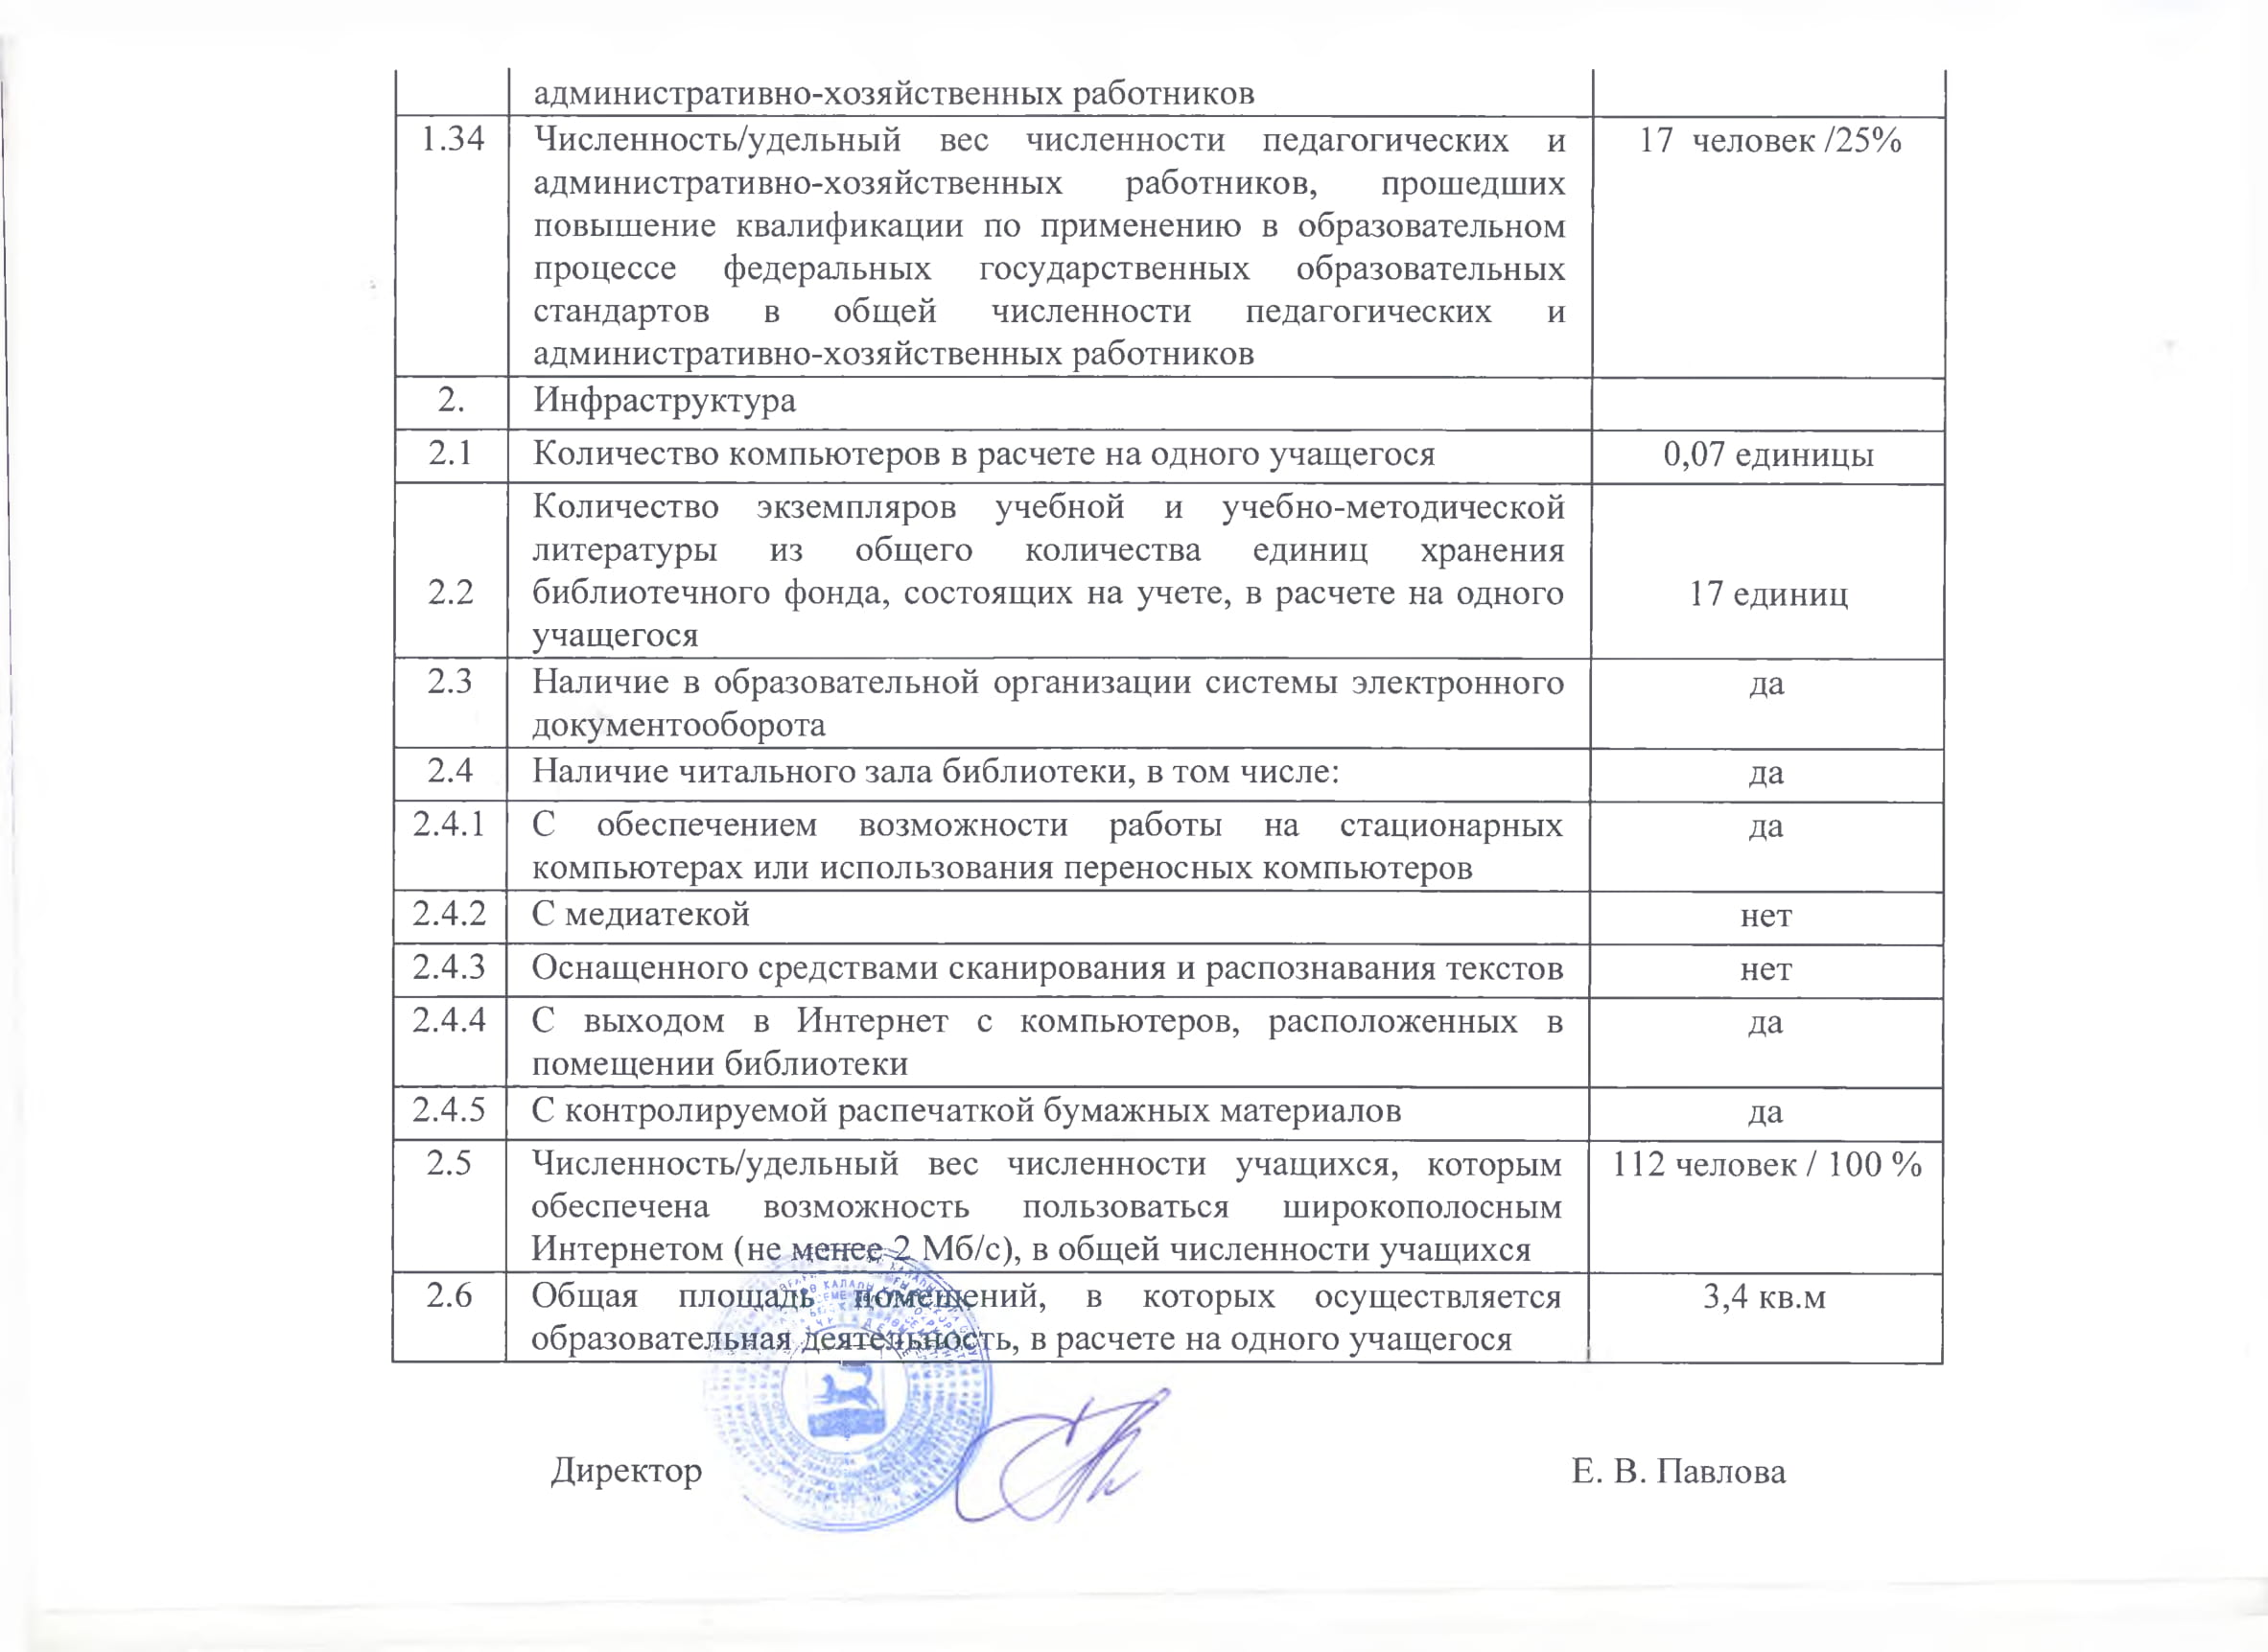 административно-хозяйственных работников
1.34 Численность/удельный вес численности педагогических и 17 человек /25%
административно-хозяйственных работников, прошедших
повышение квалификации по применению в образовательном
процессе федеральных государственных образовательных
стандартов в общей численности педагогических и
административно-хозяйственных работников
2. Инфраструктура
2.1 Количество компьютеров в расчете на одного учащегося 0,07 единицы
Количество экземпляров учебной и учебно-методической
литературы из общего количества единиц хранения
2.2 библиотечного фонда, состоящих на учете, в расчете на одного 17 единиц
учащегося
2.3 Наличие в образовательной организации системы электронного да
документооборота
2.4 Наличие читального зала библиотеки, в том числе: да
2.4.1 С обеспечением возможности работы на стационарных да
компьютерах или использования переносных компьютеров
2.4.2 С медиатекой нет
2.4.3 Оснащенного средствами сканирования и распознавания текстов нет
2.4.4 С выходом в Интернет с компьютеров, расположенных в да
помещении библиотеки
2.4.5 С контролируемой распечаткой бумажных материалов да
2.5 Численность/удельный вес численности учащихся, которым 112 человек / 100 %
обеспечена возможность пользоваться широкополосным
Интернетом (не менее 2 Мб/с), в общей численности учащихся
2.6 Общая площадь помещений, в которых осуществляется 3,4 кв.м
образовательная деятельность, в расчете на одного учащегося
Директор Е. В. Павлова